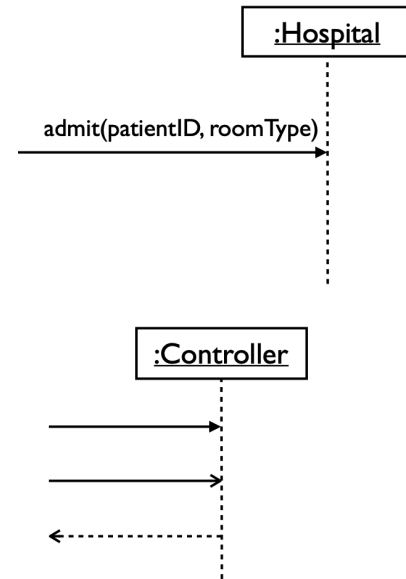 :Hospital
admit(patientID, roomType)
:Controller